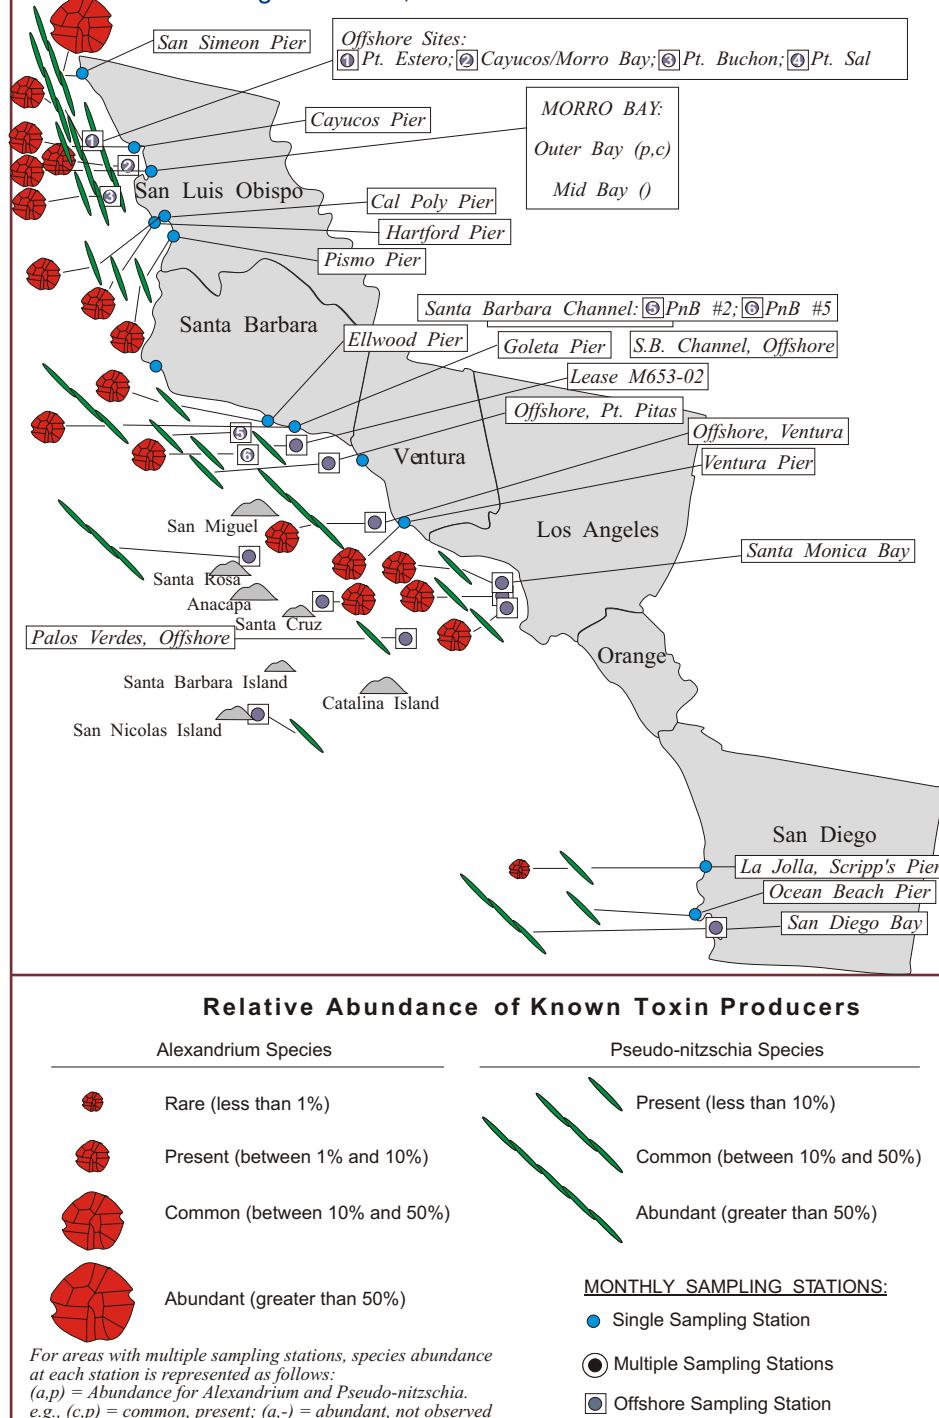 San Simeon Pier
Offshore Sites:
1 Pt. Estero; 2 Cayucos/Morro Bay; 3 Pt. Buchon; 4 Pt. Sal
Cayucos Pier
MORRO BAY:
Outer Bay (p,c)
Mid Bay ()
1
2
3
San Luis Obispo
Cal Poly Pier
Hartford Pier
Pismo Pier
Santa Barbara Channel: 5 PnB #2; 6 PnB #5
Santa Barbara
Ellwood Pier
Goleta Pier
S.B. Channel, Offshore
Lease M653-02
Offshore, Pt. Pitas
5
6
Offshore, Ventura
Ventura
Ventura Pier
San Miguel
Los Angeles
Santa Monica Bay
Santa Rosa
Anacapa
Santa Cruz
Palos Verdes, Offshore
Orange
Santa Barbara Island
Catalina Island
San Nicolas Island
San Diego
La Jolla, Scripp's Pier
Ocean Beach Pier
San Diego Bay
Relative Abundance of Known Toxin Producers
Alexandrium Species
Pseudo-nitzschia Species
Rare (less than 1%)
Present (less than 10%)
Present (between 1% and 10%)
Common (between 10% and 50%)
Common (between 10% and 50%)
Abundant (greater than 50%)
Abundant (greater than 50%)
MONTHLY SAMPLING STATIONS:
Single Sampling Station
Multiple Sampling Stations
Offshore Sampling Station
For areas with multiple sampling stations, species abundance
at each station is represented as follows:
(a,p) = Abundance for Alexandrium and Pseudo-nitzschia.
e.g., (c,p) = common, present; (a,-) = abundant, not observed